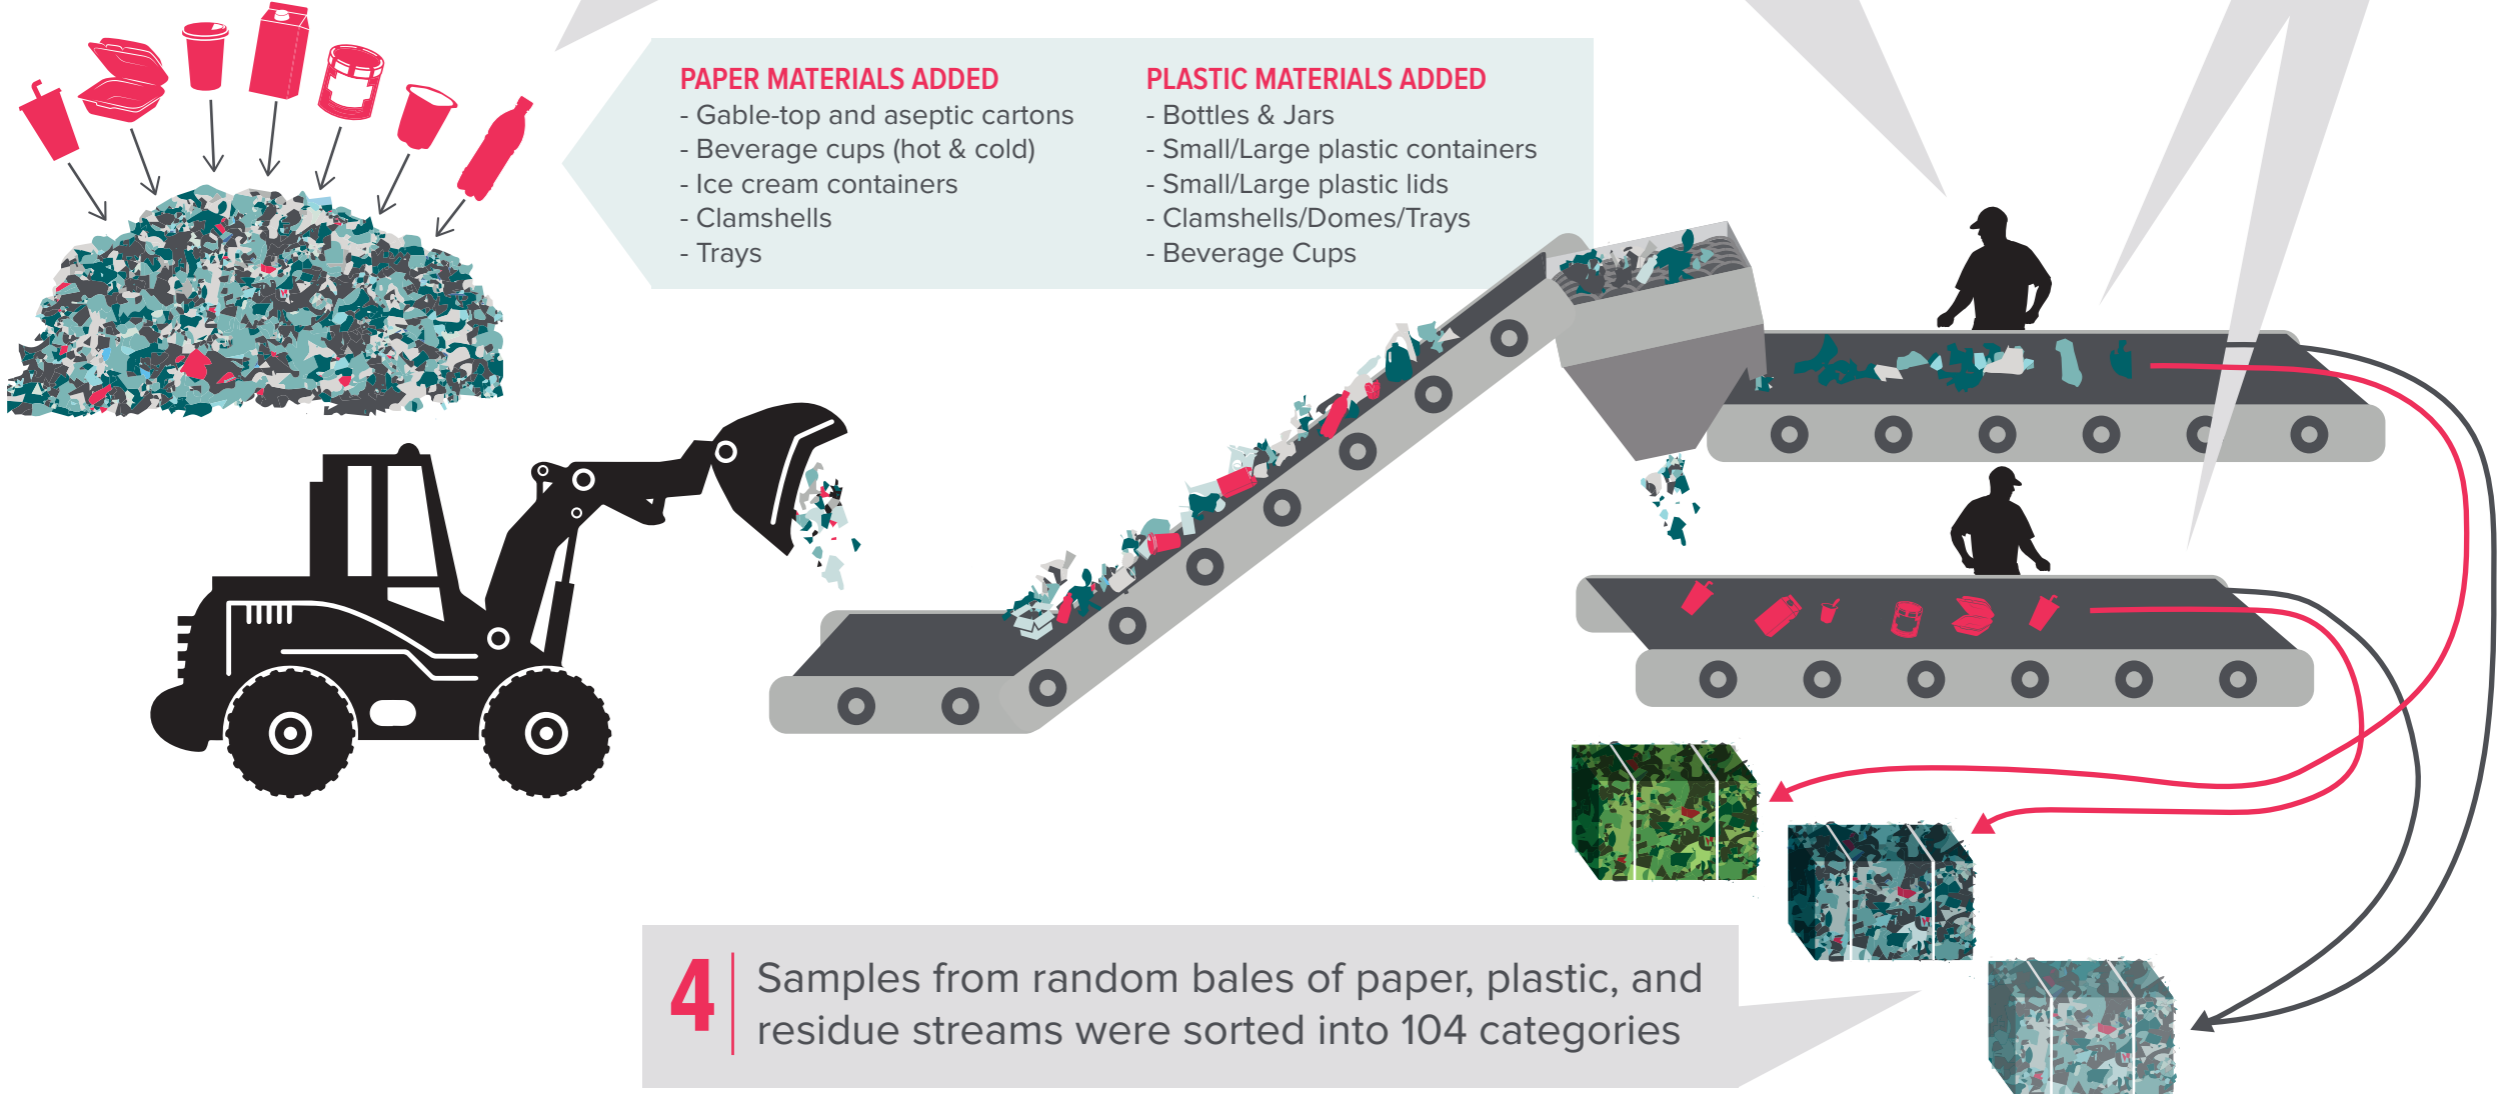 PAPER MATERIALS ADDED
- Gable-top and aseptic cartons
- Beverage cups (hot & cold)
- Ice cream containers
- Clamshells
- Trays
PLASTIC MATERIALS ADDED
- Bottles & Jars
- Small/Large plastic containers
- Small/Large plastic lids
- Clamshells/Domes/Trays
- Beverage Cups
4
Samples from random bales of paper, plastic, and
residue streams were sorted into 104 categories